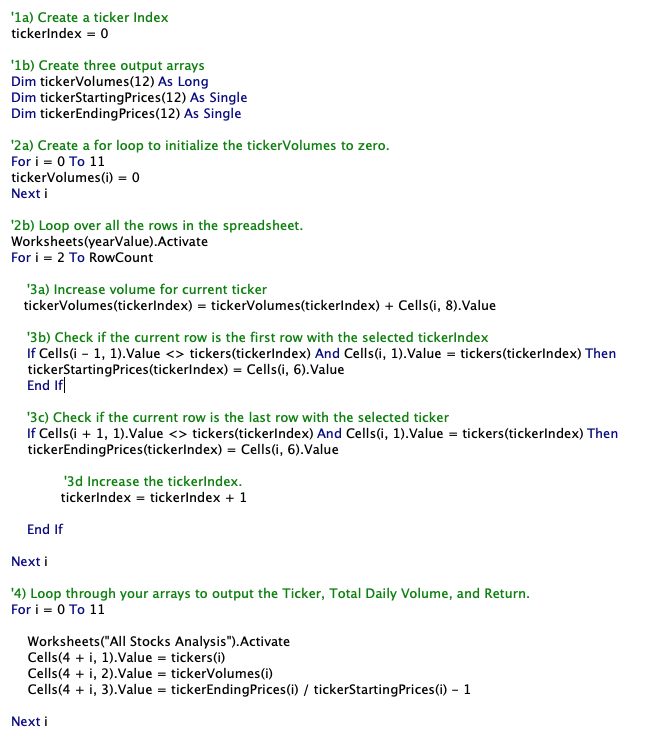 '1a) Create a ticker Index
tickerIndex = 0
'1b) Create three output arrays
Dim tickerVolumes(12) As Long
Dim tickerStartingPrices(12) As Single
Dim tickerEndingPrices(12) As Single
'2a) Create a for loop to initialize the tickerVolumes to zero.
For i = 0 To 11
tickerVolumes(i) = 0
Next i
'2b) Loop over all the rows in the spreadsheet.
Worksheets(yearValue).Activate
For i = 2 To RowCount
'3a) Increase volume for current ticker
tickerVolumes(tickerIndex) = tickerVolumes(tickerIndex) + Cells(i, 8).Value
'3b) Check if the current row is the first row with the selected tickerIndex
If Cells(i - 1, 1).Value <> tickers(tickerIndex) And Cells(i, 1).Value = tickers(tickerIndex) Then
tickerStartingPrices(tickerIndex) = Cells(i, 6).Value
End If
'3c) Check if the current row is the last row with the selected ticker
If Cells(i + 1, 1).Value <> tickers(tickerIndex) And Cells(i, 1).Value = tickers(tickerIndex) Then
tickerEndingPrices(tickerIndex) = Cells(i, 6).Value
'3d Increase the tickerIndex.
tickerIndex = tickerIndex + 1
End If
Next i
'4) Loop through your arrays to output the Ticker, Total Daily Volume, and Return.
For i = 0 To 11
Worksheets("All Stocks Analysis").Activate
Cells(4 + i, 1).Value = tickers(i)
Cells(4 + i, 2).Value = tickerVolumes(i)
Cells(4 + i, 3).Value = tickerEndingPrices(i) / tickerStartingPrices(i) - 1
Next i